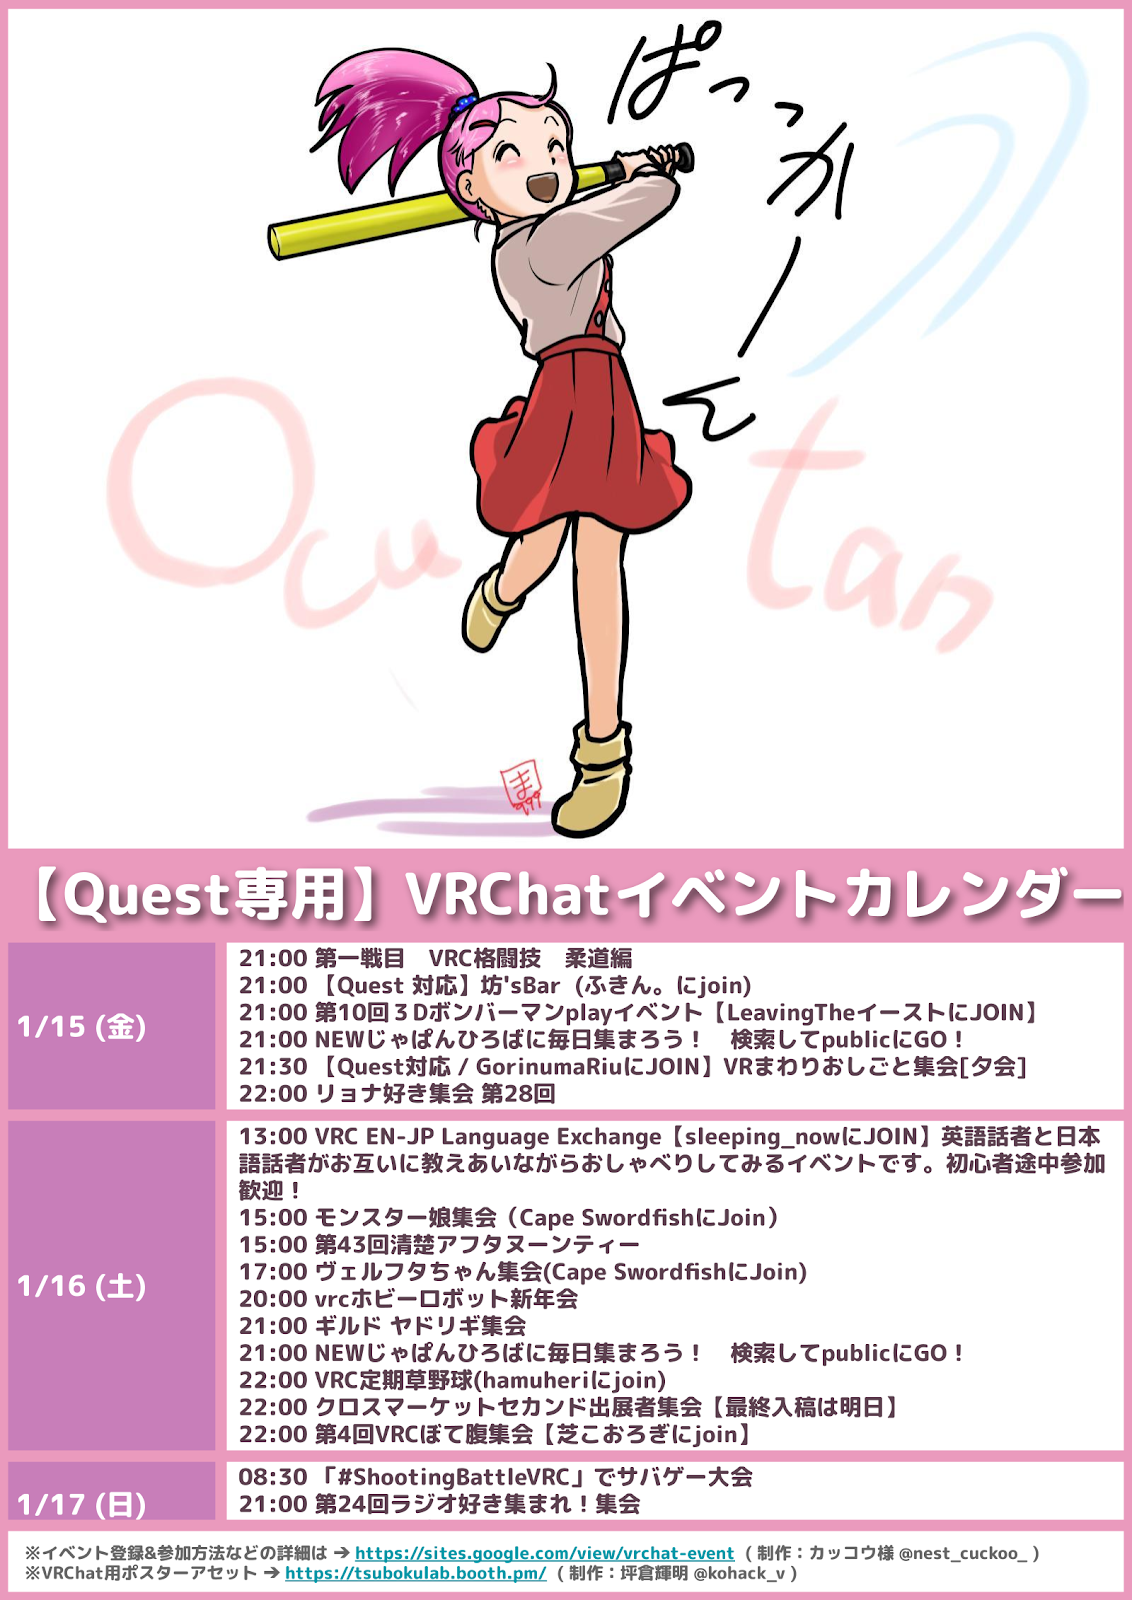 ぱっっかーん
Ocu tan
ま
999
【Quest専用】VRChatイベントカレンダー
1/15 (金)
21:00 第一戦目　VRC格闘技　柔道編
21:00 【Quest 対応】坊'sBar  (ふきん。にjoin)
21:00 第10回３Dボンバーマンplayイベント【LeavingTheイーストにJOIN】
21:00 NEWじゃぱんひろばに毎日集まろう！　検索してpublicにGO！
21:30 【Quest対応 / GorinumaRiuにJOIN】VRまわりおしごと集会[夕会]
22:00 リョナ好き集会 第28回
1/16 (土)
13:00 VRC EN-JP Language Exchange【sleeping_nowにJOIN】英語話者と日本
語話者がお互いに教えあいながらおしゃべりしてみるイベントです。初心者途中参加
歓迎！
15:00 モンスター娘集会（Cape SwordfishにJoin）
15:00 第43回清楚アフタヌーンティー
17:00 ヴェルフタちゃん集会(Cape SwordfishにJoin)
20:00 vrcホビーロボット新年会
21:00 ギルド ヤドリギ集会
21:00 NEWじゃぱんひろばに毎日集まろう！　検索してpublicにGO！
22:00 VRC定期草野球(hamuheriにjoin)
22:00 クロスマーケットセカンド出展者集会【最終入稿は明日】
22:00 第4回VRCぼて腹集会【芝こおろぎにjoin】
1/17 (日)
08:30 「#ShootingBattleVRC」でサバゲー大会
21:00 第24回ラジオ好き集まれ！集会
※イベント登録&参加方法などの詳細は ➔ https://sites.google.com/view/vrchat-event  ( 制作：カッコウ様 @nest_cuckoo_ )
※VRChat用ポスターアセット ➔ https://tsubokulab.booth.pm/  ( 制作：坪倉輝明 @kohack_v )